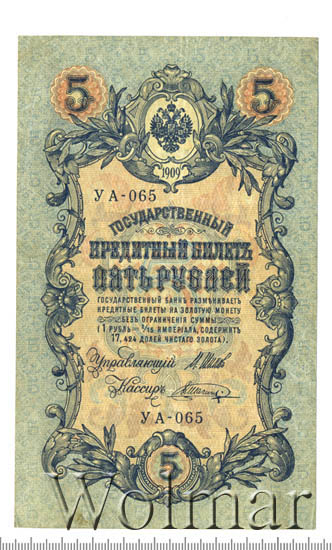 5 5
1909
УА-065
ГОСУДАРСТВЕННЫЙ
КРЕДИТНЫЙ БИЛЕТЪ
ПЯТЬ РУБЛЕЙ
ГОСУДАРСТВЕННЫЙ БАНКЪ РАЗМѢНИВАЕТЪ
КРЕДИТНЫЕ БИЛЕТЫ НА ЗОЛОТУЮ МОНЕТУ
БЕЗЪ ОГРАНИЧЕНІЯ СУММЫ
(1 РУБЛЬ = 1/15 ИМПЕРІАЛА, СОДЕРЖИТЪ
17,424 ДОЛЕЙ ЧИСТАГО ЗОЛОТА).
Управляющій
Кассиръ
УА-065
5
Wolmar